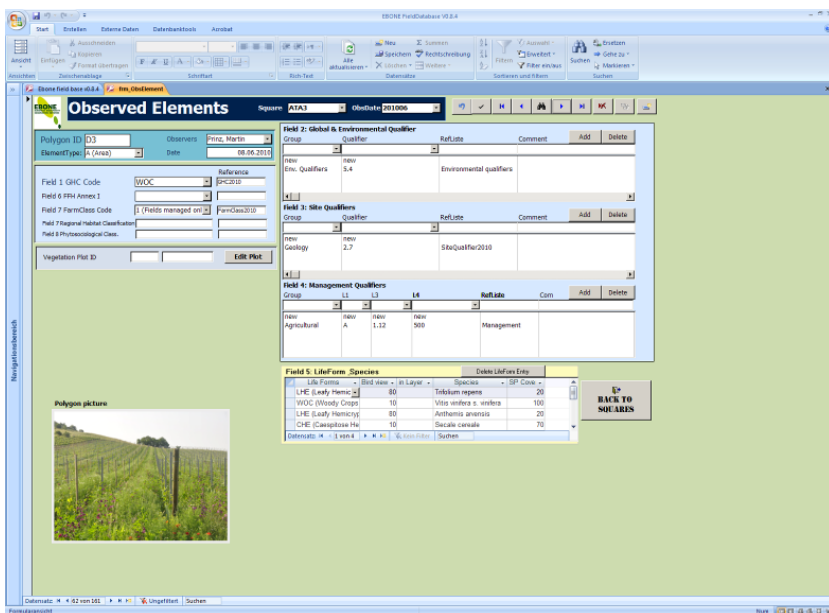 EBONE FieldDatabase V0.8.4
Start Erstellen Externe Daten Datenbanktools Acrobat
Ansicht
Einfügen
Ausschneiden
Kopieren
Format übertragen
Alle aktualisieren
Neu
Speichern
Löschen
Summen
Rechtschreibung
Weitere
Filtern
Auswahl
Erweitert
Filter ein/aus
Suchen
Ersetzen
Gehe zu
Markieren
Ansichten Zwischenablage Schriftart Rich-Text Datensätze Sortieren und Filtern Suchen
Ebone field base v0.8.4 frm_ObsElement
EBONE Observed Elements Square ATA3 ObsDate 201006
Polygon ID D3 Observers Prinz, Martin
ElementType: A (Area) Date 08.06.2010
Reference
Field 1 GHC Code WOC GHC2010
Field 6 FFH Annex I
Field 7 FarmClass Code 1 (Fields managed onl FarmClass2010
Field 7 Regional Habitat Classification
Field 8 Phytosociological Class.
Vegetation Plot ID Edit Plot
Field 2: Global & Environmental Qualifier
Group Qualifier RefListe Comment Add Delete
new new
Env. Qualifiers 5.4 Environmental qualifiers
Field 3: Site Qualifier
Group Qualifier RefListe Comment Add Delete
new new
Geology 2.7 SiteQualifier2010
Field 4: Management Qualifiers
Group L1 L3 L4 RefListe Com Add Delete
new new new new
Agricultural A 1.12 500 Management
Field 5: LifeForm ,Species Delete LifeForm Entry
Life Forms Bird view in Layer Species SP Cove
LHE (Leafy Hemic 80 Trifolium repens 20
WOC (Woody Crops 10 Vitis vinifera s. vinifera 100
LHE (Leafy Hemicryp 80 Anthemis arvensis 20
CHE (Caespitose He 10 Secale cereale 70
Datensatz: 1 von 4 Kein Filter Suchen
BACK TO
SQUARES
Polygon picture
Navigationsbereich
Datensatz: 62 von 161 Ungefiltert Suchen
Formularansicht Num